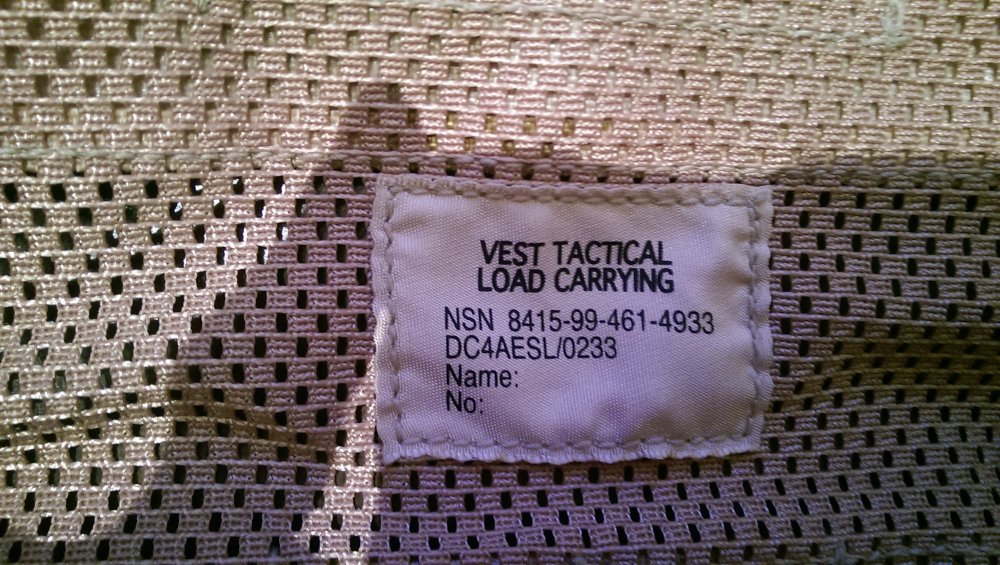 VEST TACTICAL
LOAD CARRYING
NSN 8415-99-461-4933
DC4AESL/0233
Name:
No: